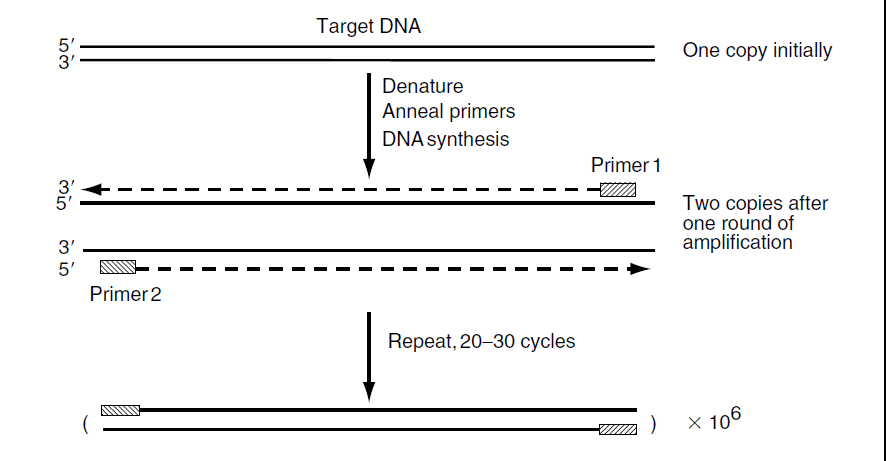 Target DNA
5′
3′
One copy initially
Denature
Anneal primers
DNA synthesis
Primer 1
3′
5′
Two copies after
one round of
amplification
3′
5′
Primer 2
Repeat, 20–30 cycles
( ) × 10⁶